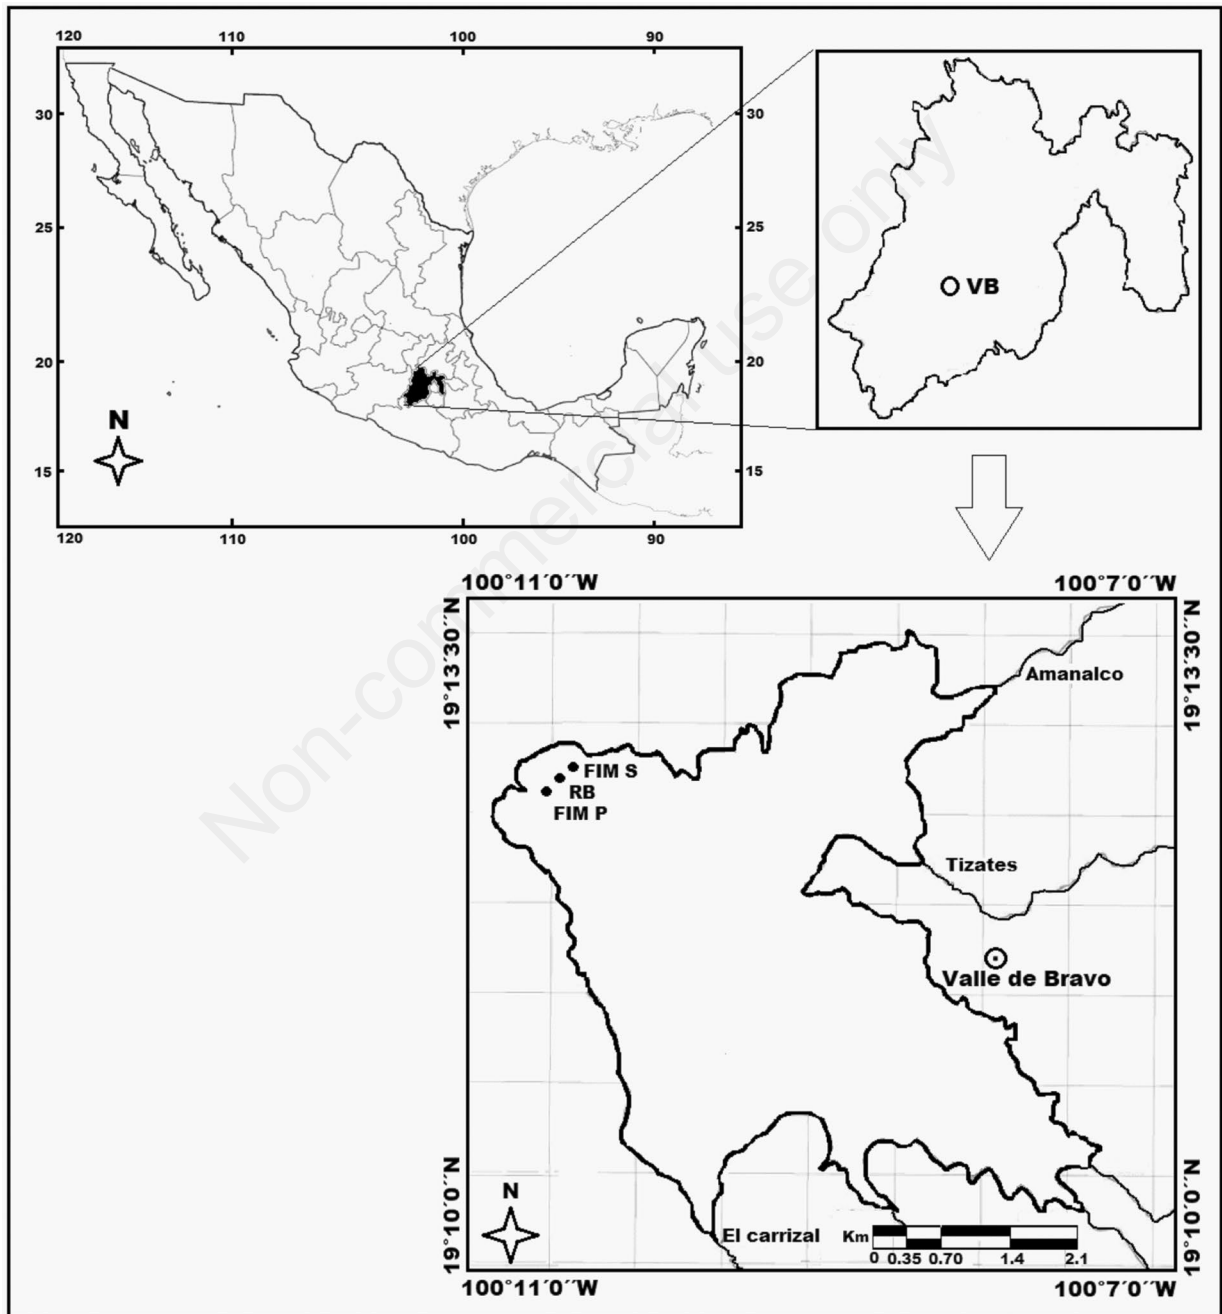 120 110 100 90
30 30
25 25
20 20
15 15
N
120 110 100 90
VB
Non-commercial use only
100°11´0´´W 100°7´0´´W
19°13´30´´N 19°13´30´´N
Amanalco
FIM S
RB
FIM P
Tizates
Valle de Bravo
19°10´0´´N 19°10´0´´N
N
El carrizal
Km
0 0.35 0.70 1.4 2.1
100°11´0´´W 100°7´0´´W